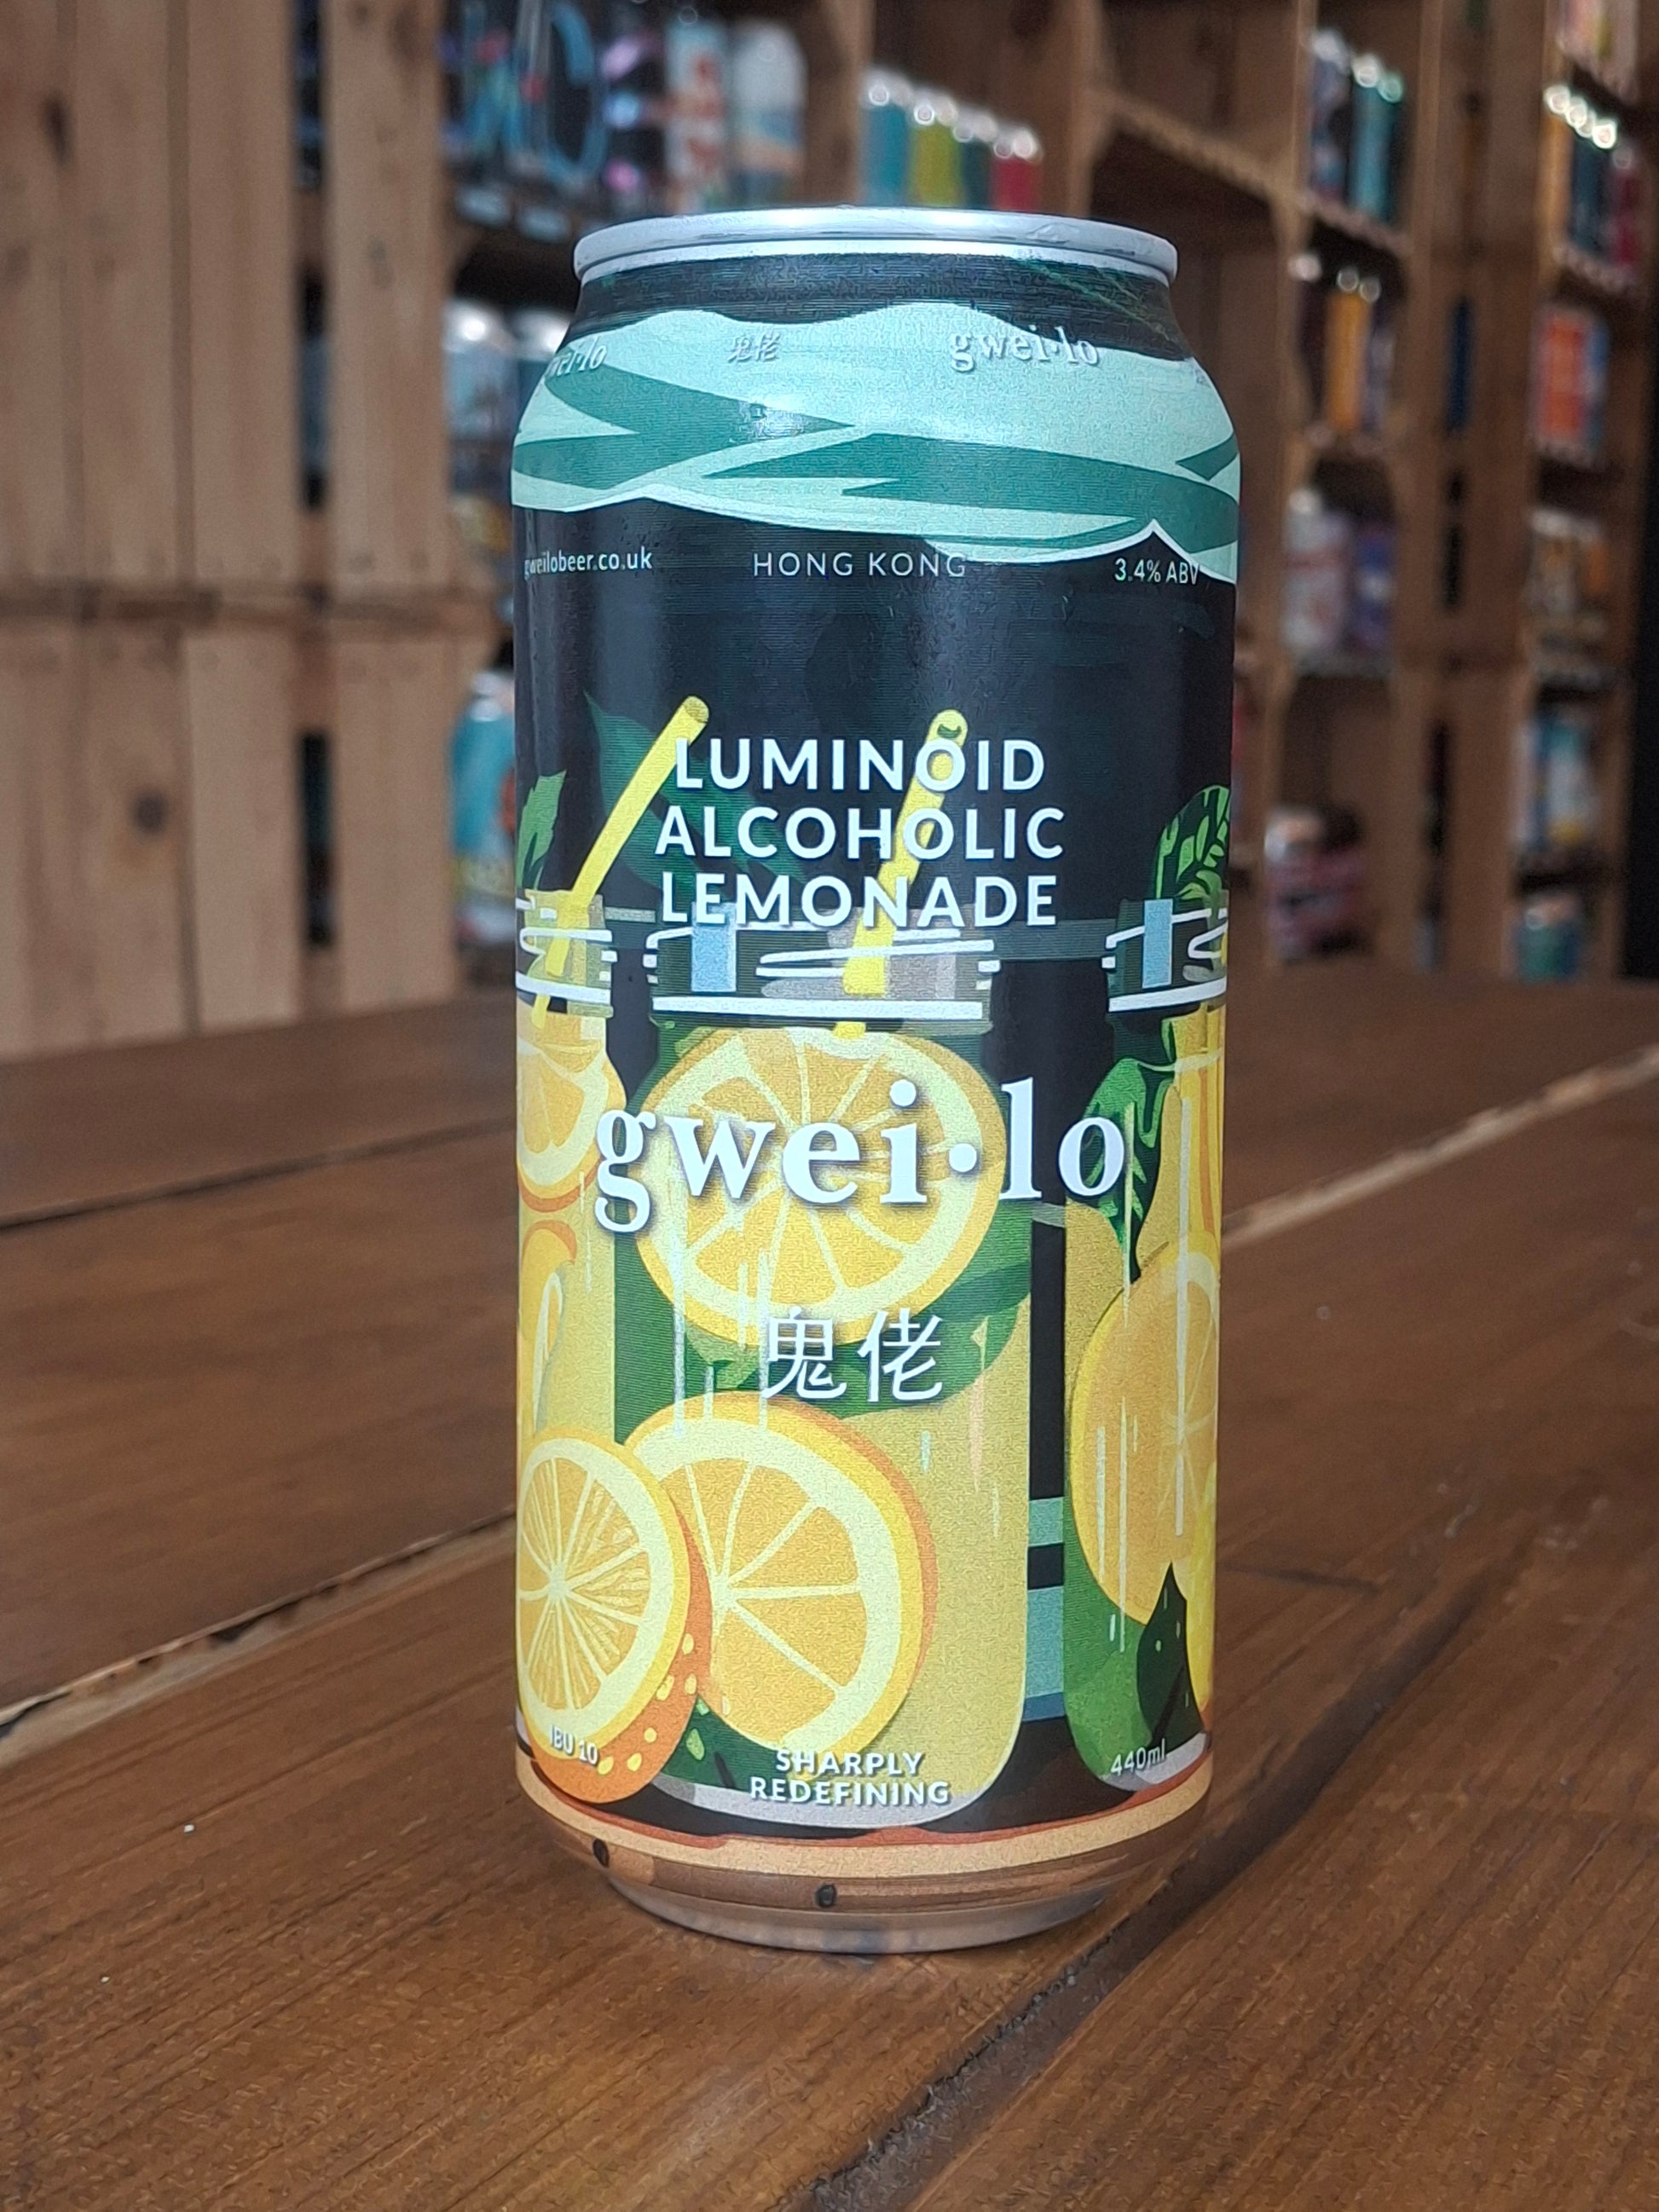 gwei·lo
鬼佬
gwei·lo
gweilobeer.co.uk
HONG KONG
3.4% ABV
LUMINOID
ALCOHOLIC
LEMONADE
gwei·lo
鬼佬
IBU 10
SHARPLY
REDEFINING
440ml